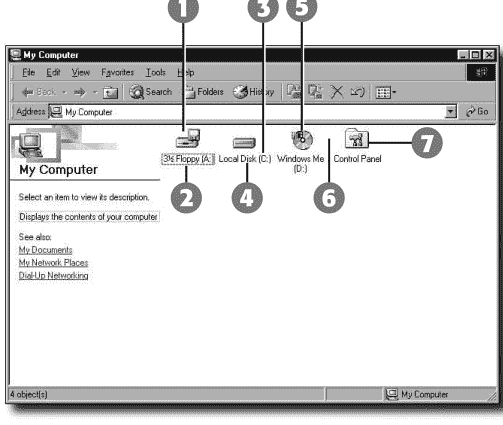 1 3 5
My Computer
File Edit View Favorites Tools Help
Back Search Folders History
Address My Computer Go
3½ Floppy (A:) Local Disk (C:) Windows Me (D:) Control Panel
7
2 4 6
My Computer
Select an item to view its description.
Displays the contents of your computer
See also:
My Documents
My Network Places
Dial-Up Networking
4 object(s) My Computer